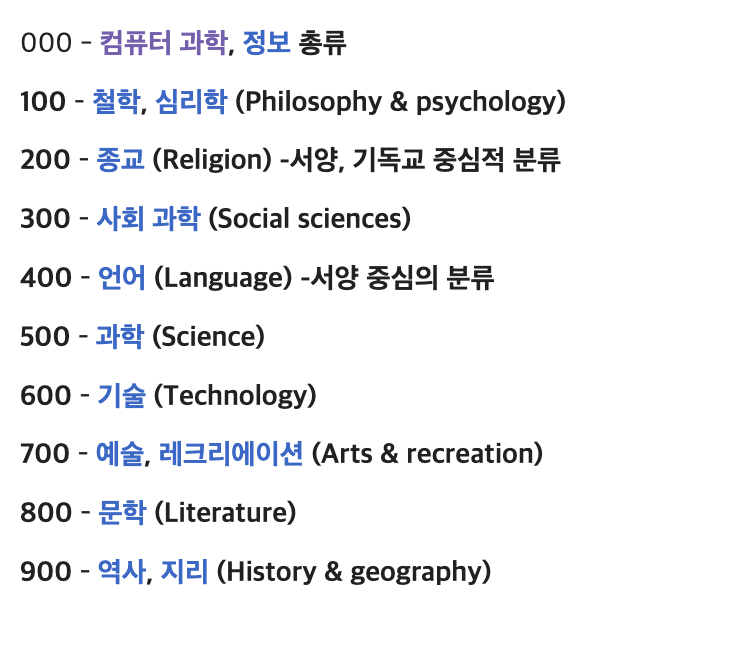 000 - 컴퓨터 과학, 정보 총류
100 - 철학, 심리학 (Philosophy & psychology)
200 - 종교 (Religion) -서양, 기독교 중심적 분류
300 - 사회 과학 (Social sciences)
400 - 언어 (Language) -서양 중심의 분류
500 - 과학 (Science)
600 - 기술 (Technology)
700 - 예술, 레크리에이션 (Arts & recreation)
800 - 문학 (Literature)
900 - 역사, 지리 (History & geography)